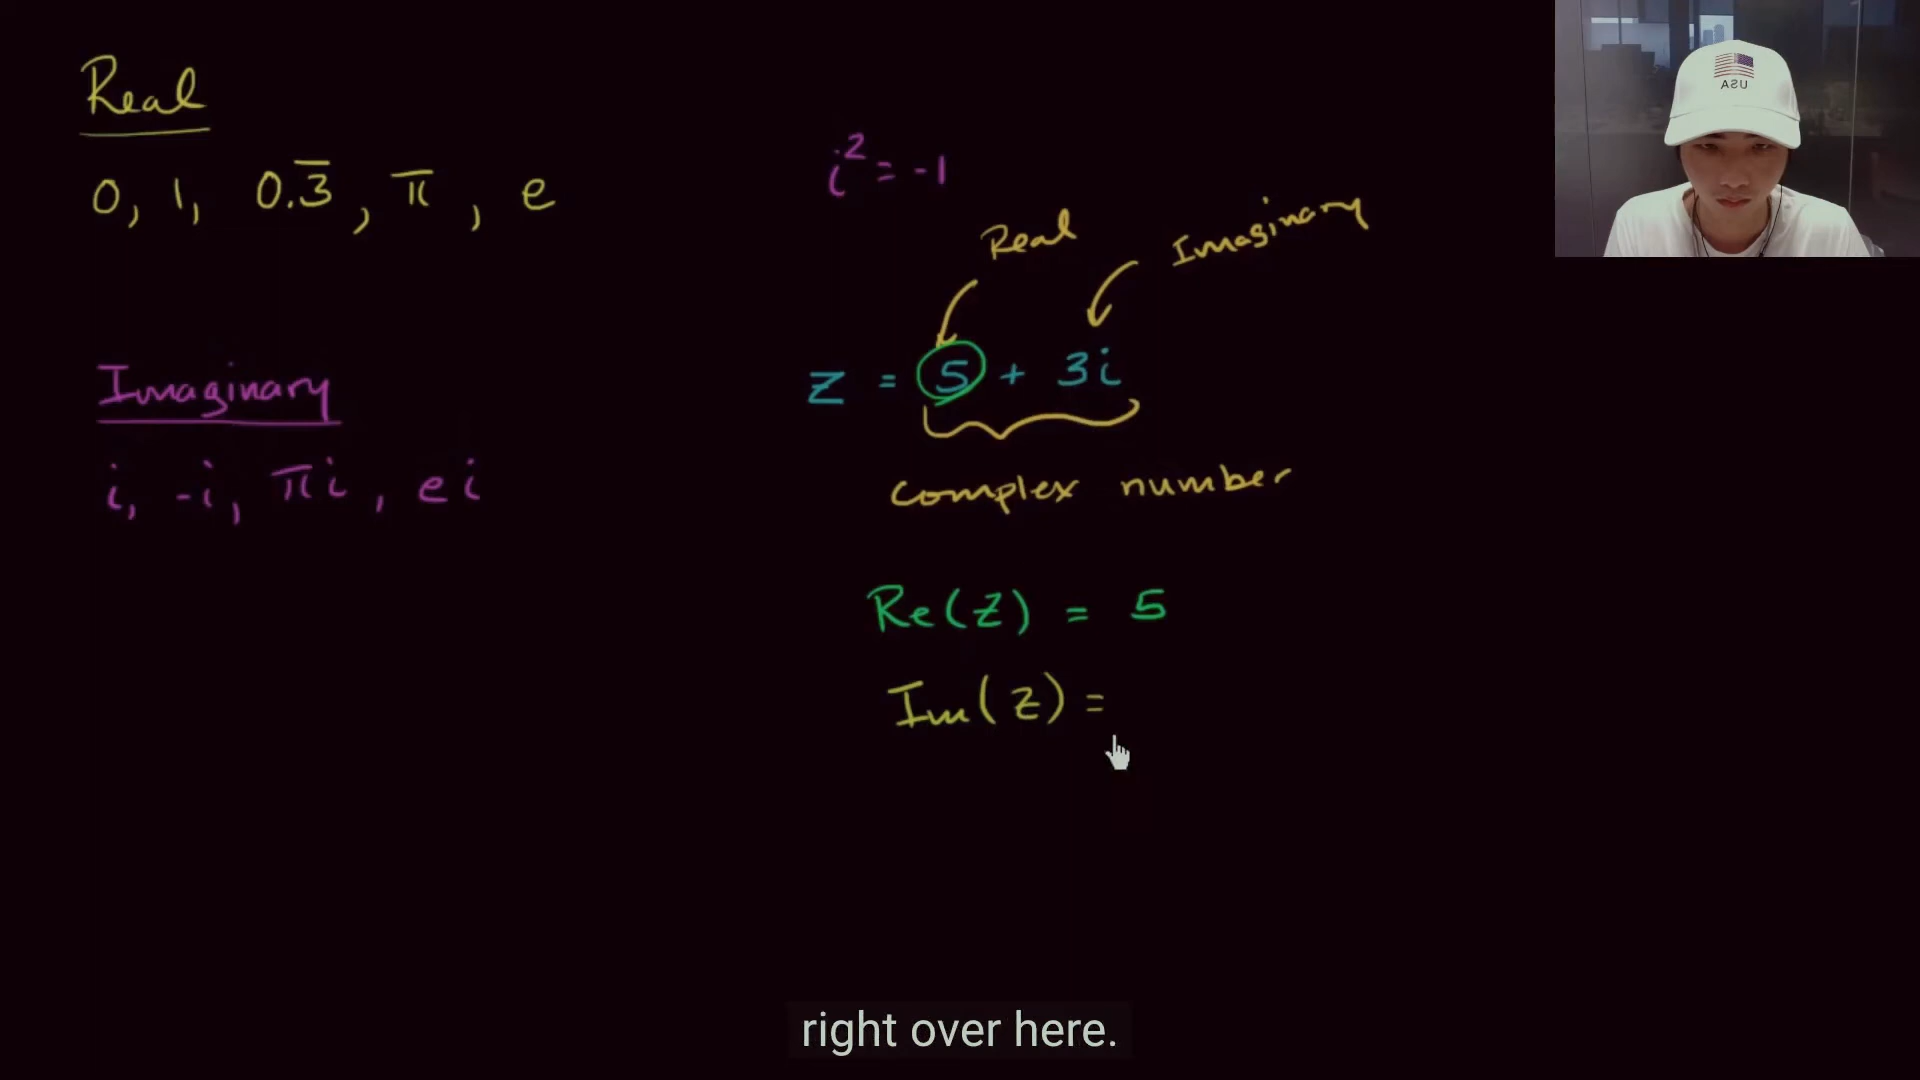 Real
0, 1, 0.3̅, π, e
Imaginary
i, -i, πi, ei
i² = -1
Real
Imaginary
z = 5 + 3i
complex number
Re(z) = 5
Im(z) =
USA
right over here.